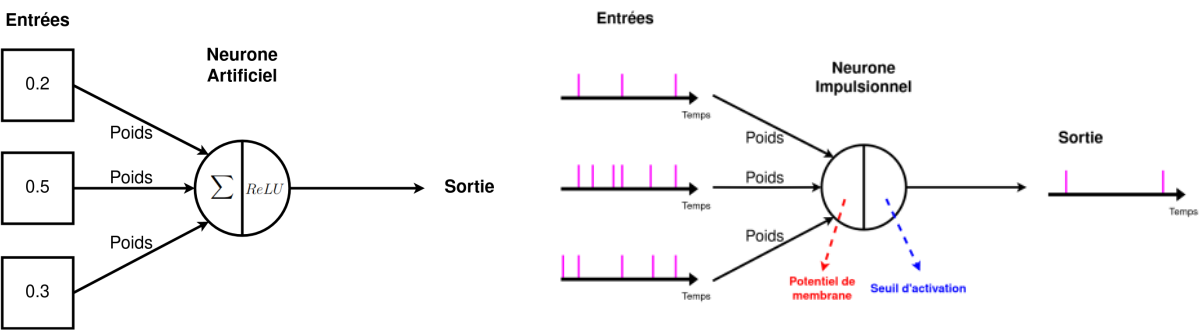 Entrées
0.2
Neurone
Artificiel
Poids
0.5
Poids
∑
ReLU
Sortie
Poids
0.3
Entrées
Neurone
Impulsionnel
Temps
Poids
Temps
Poids
Sortie
Temps
Poids
Temps
Potentiel de
membrane
Seuil d'activation